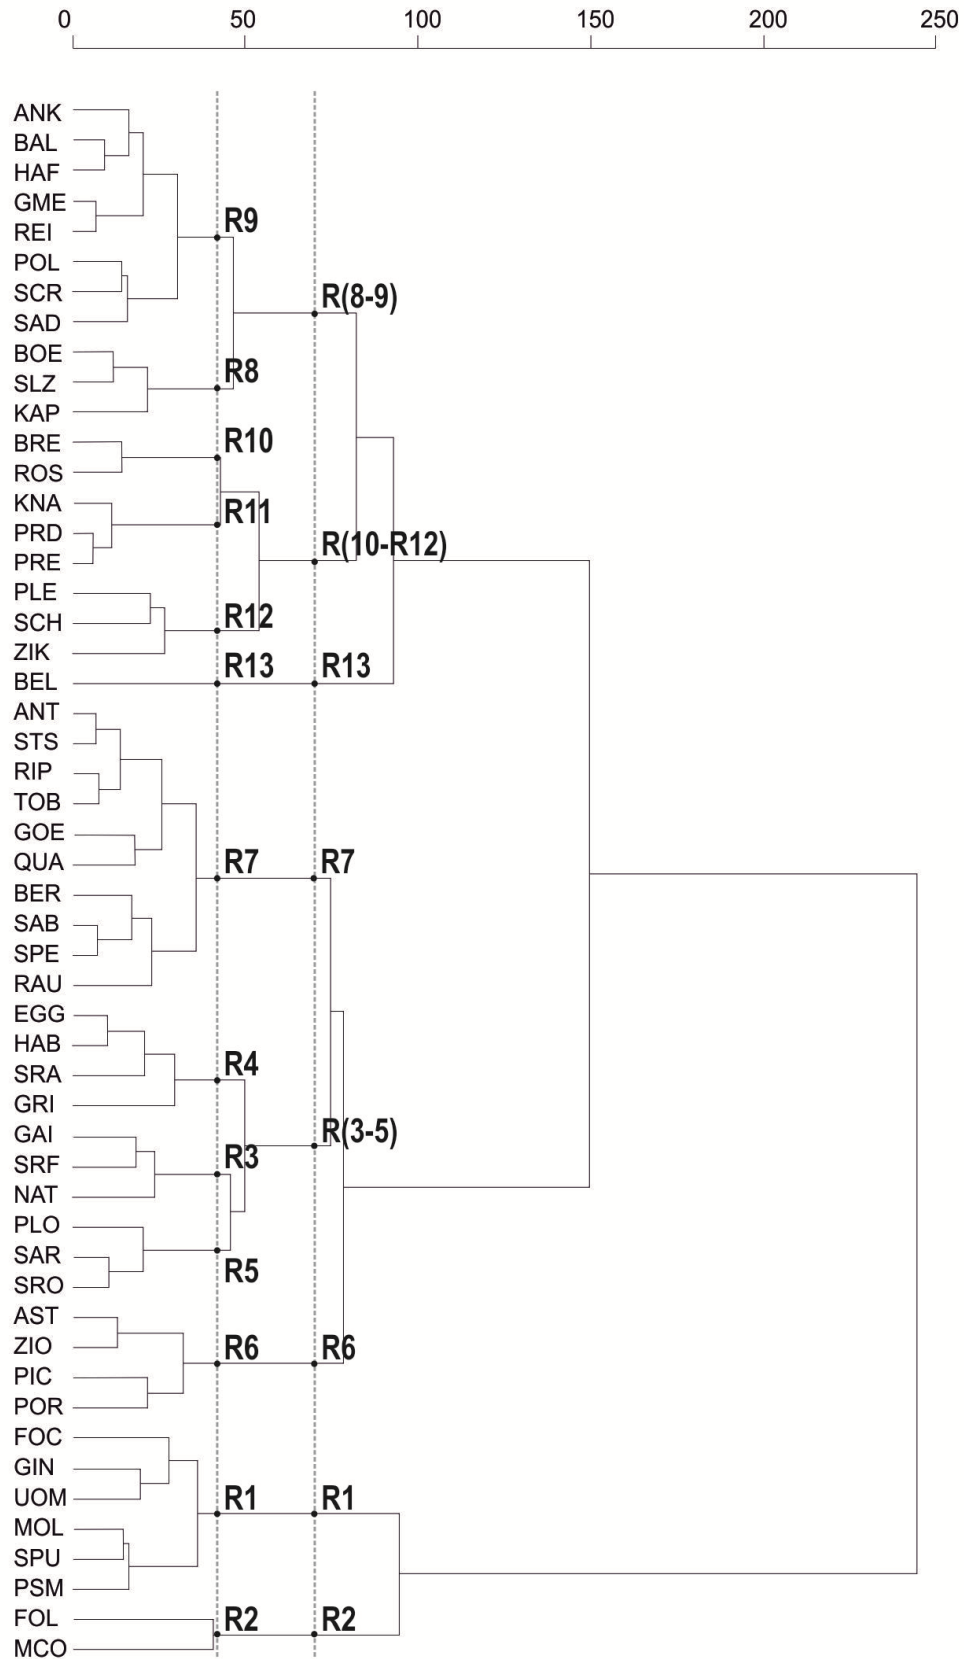 0 50 100 150 200 250
ANK
BAL
HAF
GME
R9
REI
POL
SCR
R(8-9)
SAD
BOE
R8
SLZ
KAP
BRE
R10
ROS
KNA
R11
PRD
R(10-R12)
PRE
PLE
R12
SCH
ZIK
R13 R13
BEL
ANT
STS
RIP
TOB
GOE
QUA
R7 R7
BER
SAB
SPE
RAU
EGG
HAB
R4
SRA
GRI
GAI
R(3-5)
R3
SRF
NAT
PLO
SAR
R5
SRO
AST
ZIO
R6 R6
PIC
POR
FOC
GIN
UOM
R1 R1
MOL
SPU
PSM
FOL
R2 R2
MCO